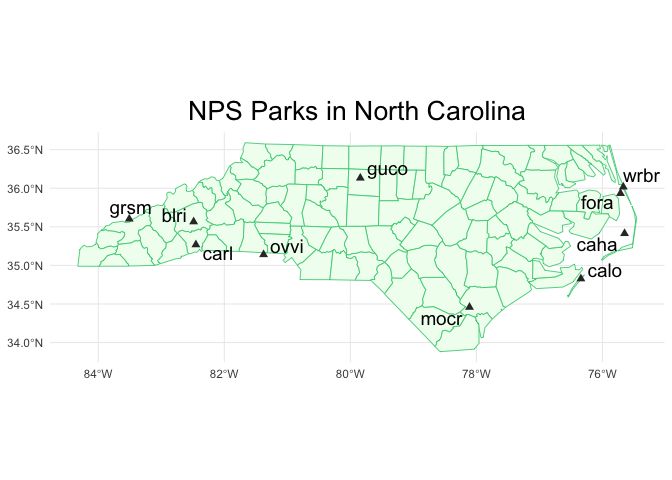 NPS Parks in North Carolina
36.5°N
36.0°N
35.5°N
35.0°N
34.5°N
34.0°N
guco
wrbr
grsm
blri
fora
carl
ovvi
caha
calo
mocr
84°W
82°W
80°W
78°W
76°W